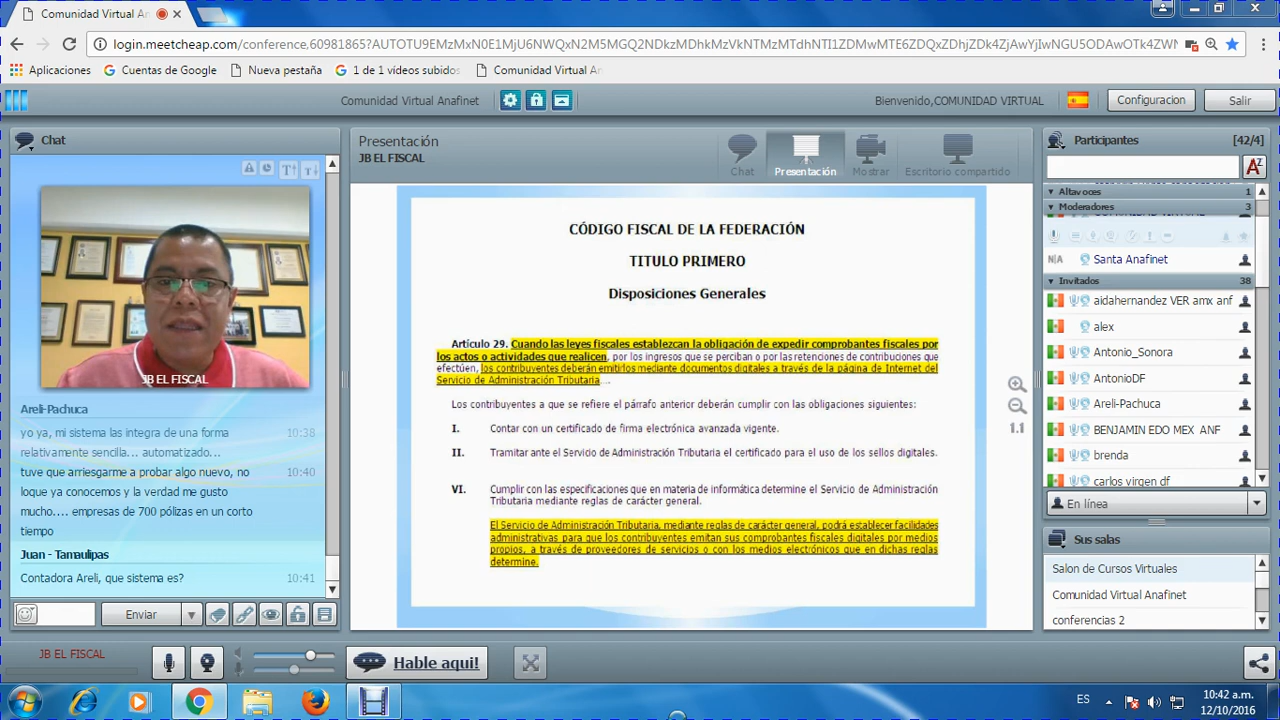 Comunidad Virtual An
login.meetcheap.com/conference.60981865?
Aplicaciones
Cuentas de Google
Nueva pestaña
1 de 1 vídeos subidos
Comunidad Virtual An
Comunidad Virtual Anafinet
Bienvenido,COMUNIDAD VIRTUAL
Configuracion
Salir
Chat
JB EL FISCAL
Areli-Pachuca
yo ya, mi sistema las integra de una forma
relativamente sencilla... automatizado...
10:38
tuve que arriesgarme a probar algo nuevo, no
10:40
loque ya conocemos y la verdad me gusto
mucho.... empresas de 700 pólizas en un corto
tiempo
Juan - Tamaulipas
Contadora Areli, que sistema es?
10:41
Enviar
Presentación
JB EL FISCAL
Chat
Presentación
Mostrar
Escritorio compartido
CÓDIGO FISCAL DE LA FEDERACIÓN
TITULO PRIMERO
Disposiciones Generales
Artículo 29. Cuando las leyes fiscales establezcan la obligación de expedir comprobantes fiscales por
los actos o actividades que realicen, por los ingresos que se perciban o por las retenciones de contribuciones que
efectúen, los contribuyentes deberán emitirlos mediante documentos digitales a través de la página de Internet del
Servicio de Administración Tributaria....
Los contribuyentes a que se refiere el párrafo anterior deberán cumplir con las obligaciones siguientes:
I. Contar con un certificado de firma electrónica avanzada vigente.
II. Tramitar ante el Servicio de Administración Tributaria el certificado para el uso de los sellos digitales.
VI. Cumplir con las especificaciones que en materia de informática determine el Servicio de Administración
Tributaria mediante reglas de carácter general.
El Servicio de Administración Tributaria, mediante reglas de carácter general, podrá establecer facilidades
administrativas para que los contribuyentes emitan sus comprobantes fiscales digitales por medios
propios, a través de proveedores de servicios o con los medios electrónicos que en dichas reglas
determine.
1.1
Participantes
[42/4]
Altavoces 1
Moderadores 3
COMUNIDAD VIRTUAL
N/A Santa Anafinet
Invitados 38
aidahernandez VER amx anf
alex
Antonio_Sonora
AntonioDF
Areli-Pachuca
BENJAMIN EDO MEX ANF
brenda
carlos virgen df
En línea
Sus salas
Salon de Cursos Virtuales
Comunidad Virtual Anafinet
conferencias 2
JB EL FISCAL
Hable aqui!
ES
10:42 a.m.
12/10/2016